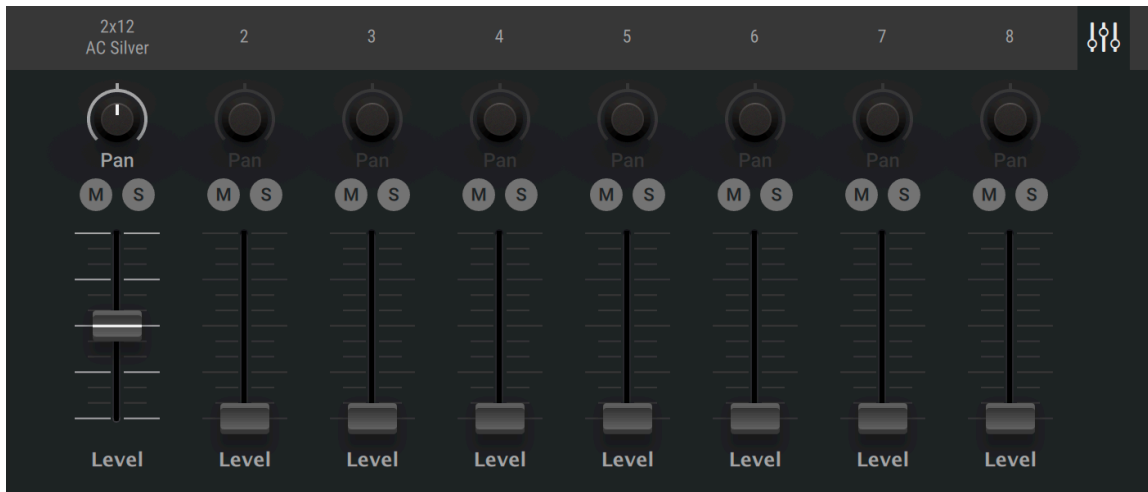 2x12
AC Silver
2 3 4 5 6 7 8
Pan Pan Pan Pan Pan Pan Pan Pan
M S M S M S M S M S M S M S M S
Level Level Level Level Level Level Level Level